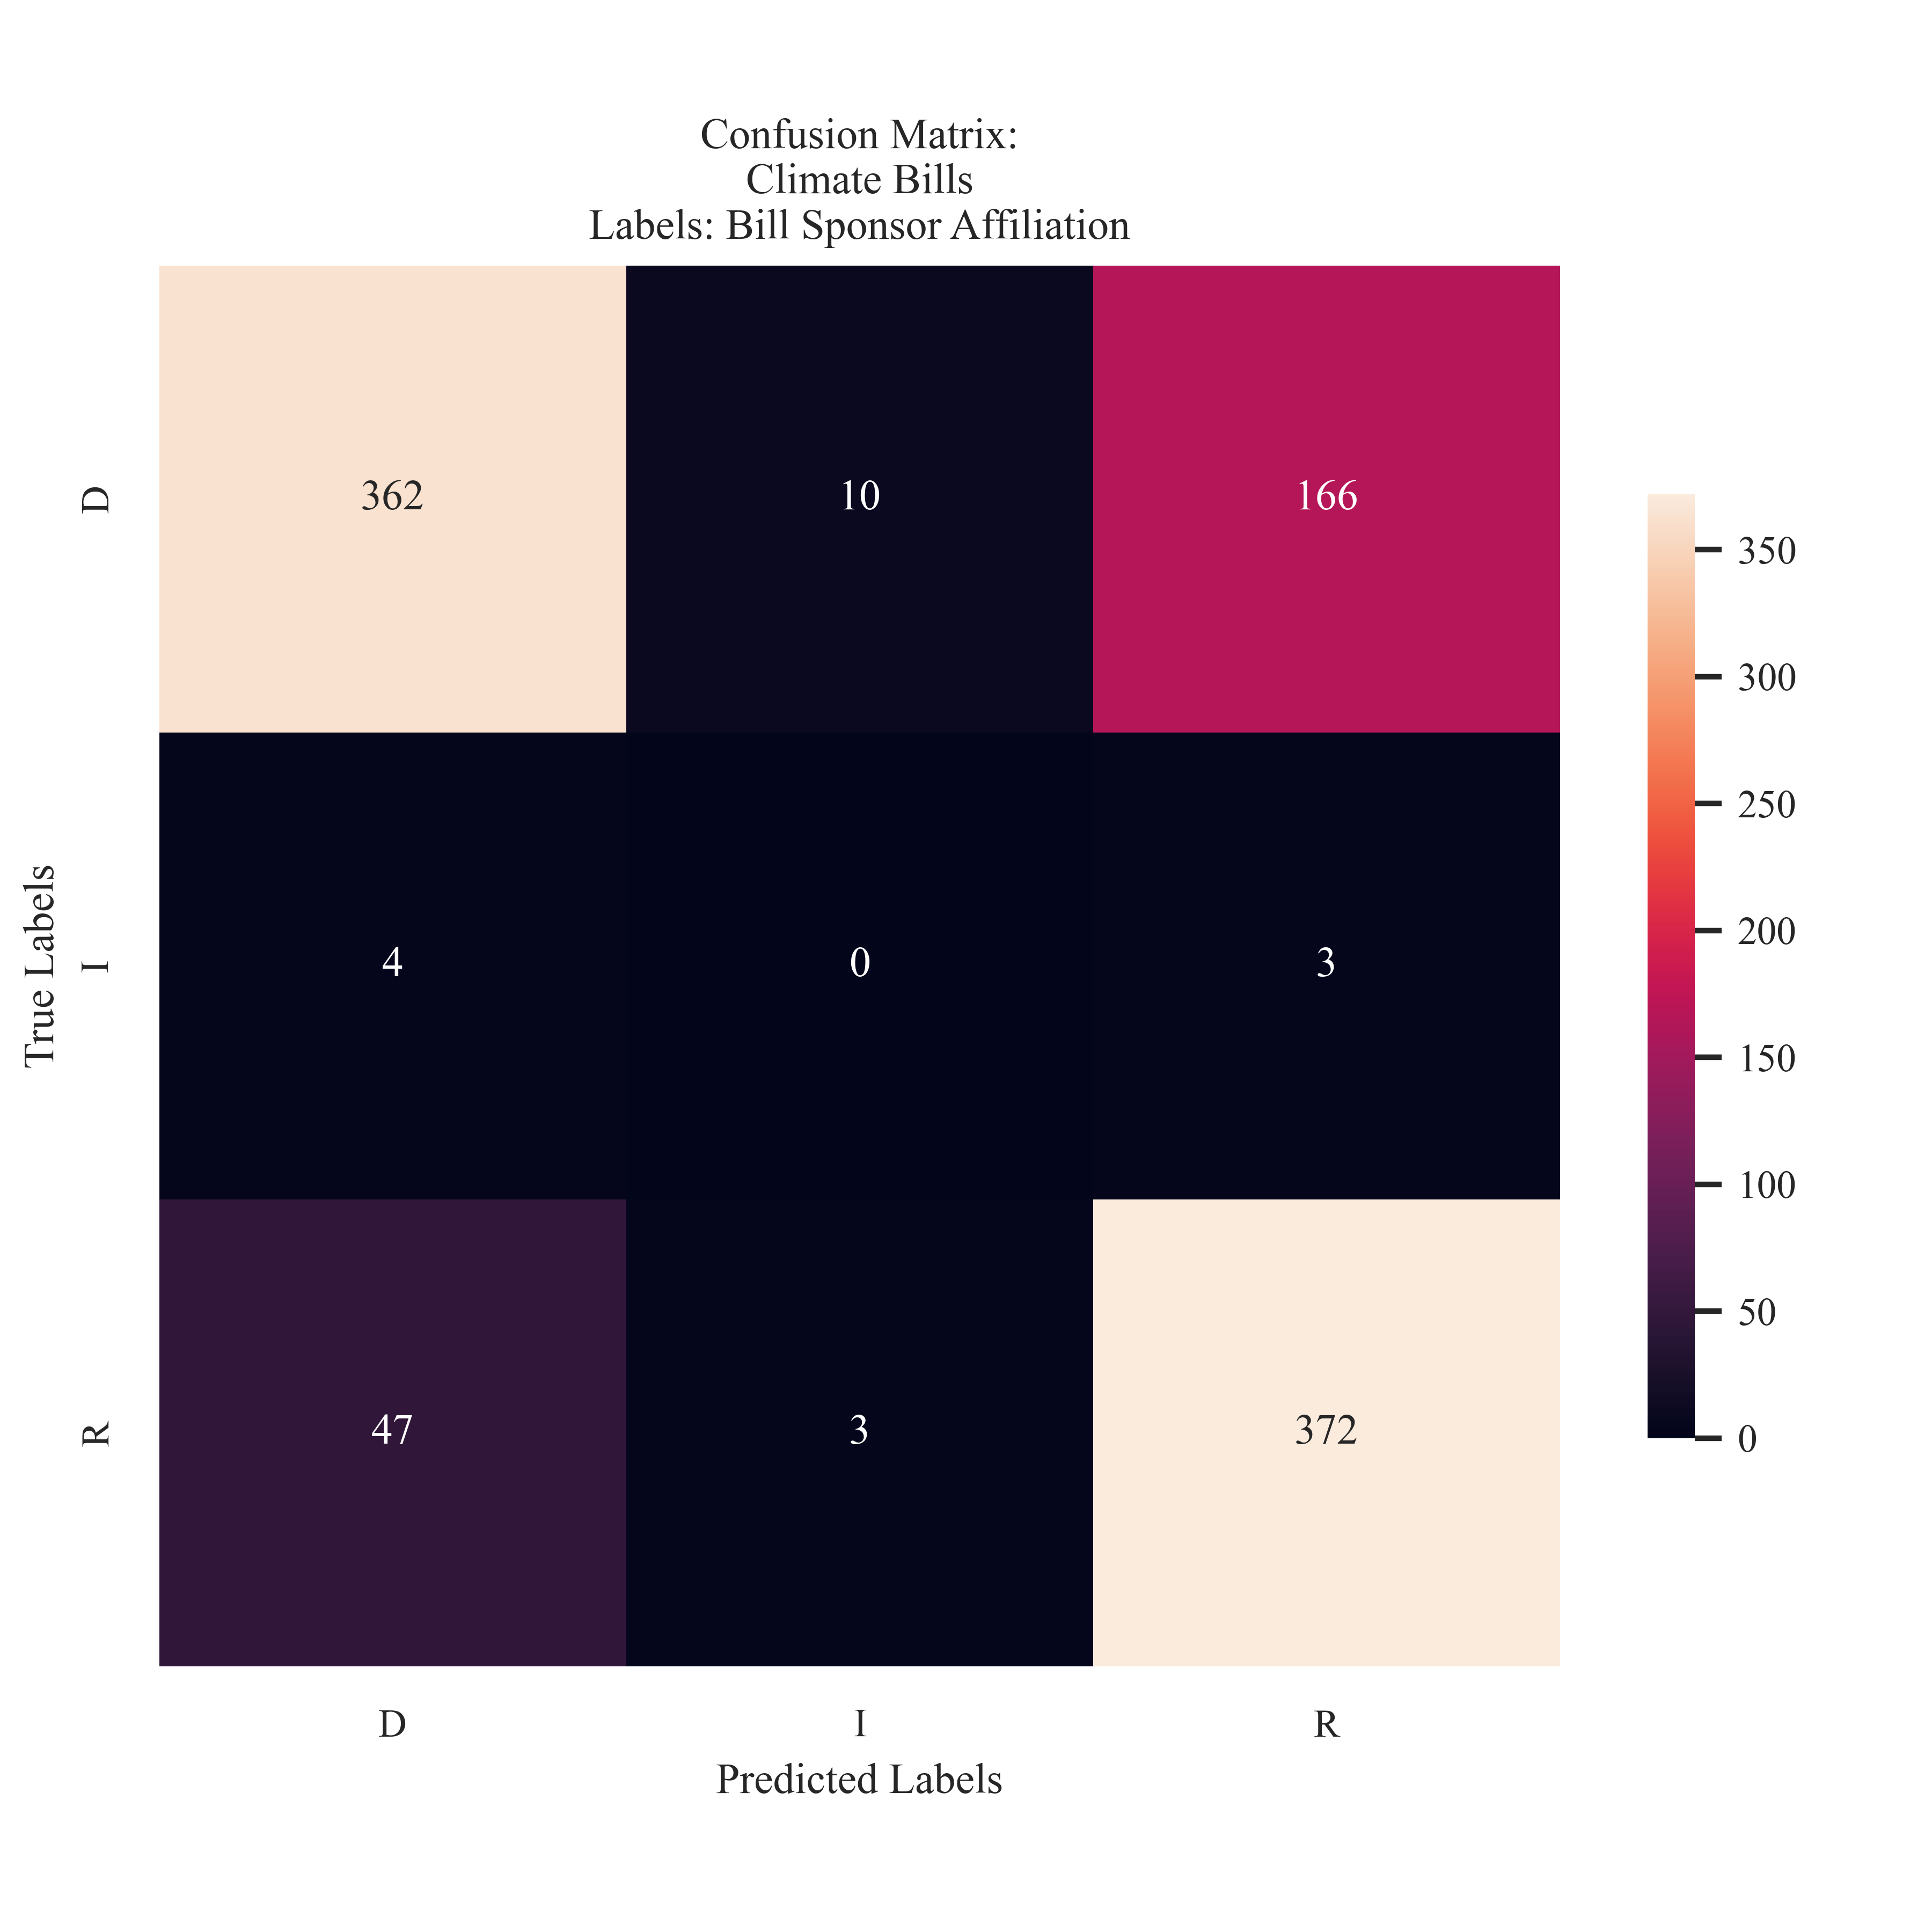 Confusion Matrix:
Climate Bills
Labels: Bill Sponsor Affiliation
True Labels
D
362
10
166
I
4
0
3
R
47
3
372
D
I
R
Predicted Labels
350
300
250
200
150
100
50
0